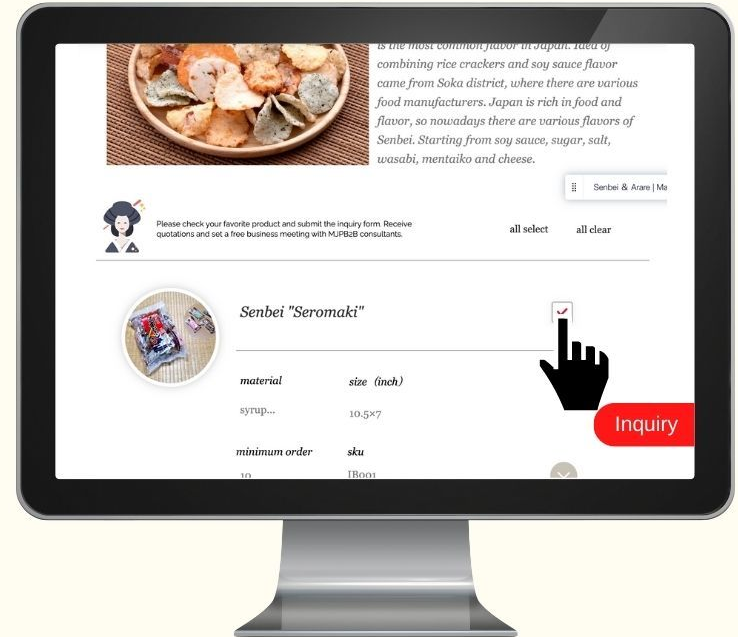 is the most common flavor in Japan. Idea of
combining rice crackers and soy sauce flavor
came from Soka district, where there are various
food manufacturers. Japan is rich in food and
flavor, so nowadays there are various flavors of
Senbei. Starting from soy sauce, sugar, salt,
wasabi, mentaiko and cheese.
Senbei & Arare | Ma
Please check your favorite product and submit the inquiry form. Receive
quotations and set a free business meeting with MJPB2B consultants.
all select all clear
Senbei "Seromaki"
material size (inch)
syrup... 10.5×7
Inquiry
minimum order sku
10 IB001